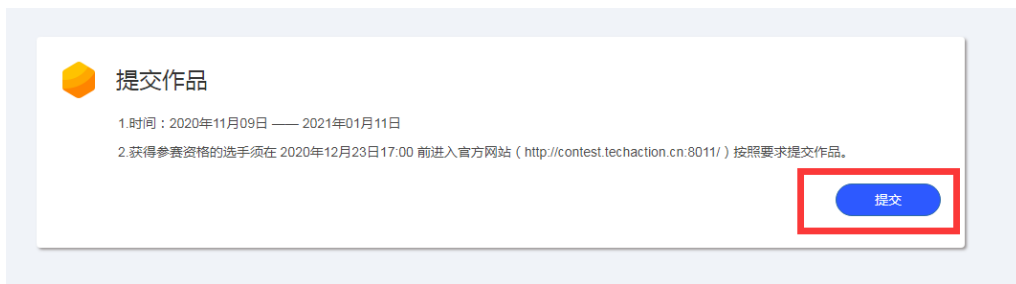 提交作品
1.时间：2020年11月09日 —— 2021年01月11日
2.获得参赛资格的选手须在 2020年12月23日17:00 前进入官方网站（http://contest.techaction.cn:8011/）按照要求提交作品。
提交